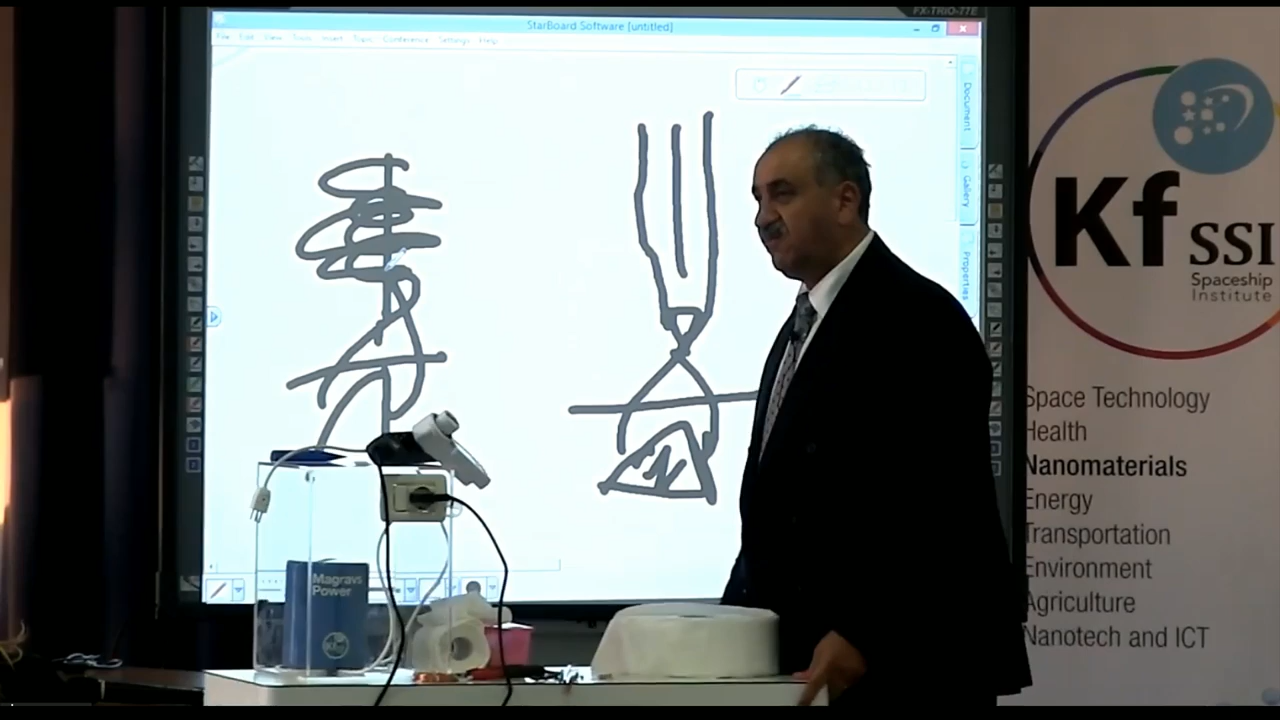 FX-TRIO-77E
StarBoard Software [untitled]
File Edit View Tools Insert Topic Conference Settings Help
Document
Gallery
Properties
Kf SSI
Spaceship
Institute
Space Technology
Health
Nanomaterials
Energy
Transportation
Environment
Agriculture
Nanotech and ICT
Magravs
Power
Kf